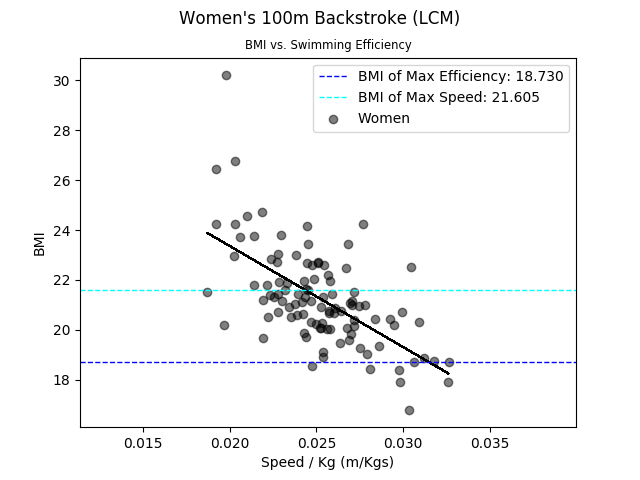 Women's 100m Backstroke (LCM)
BMI vs. Swimming Efficiency
BMI of Max Efficiency: 18.730
BMI of Max Speed: 21.605
Women
30
28
26
24
22
20
18
BMI
0.015 0.020 0.025 0.030 0.035
Speed / Kg (m/Kgs)